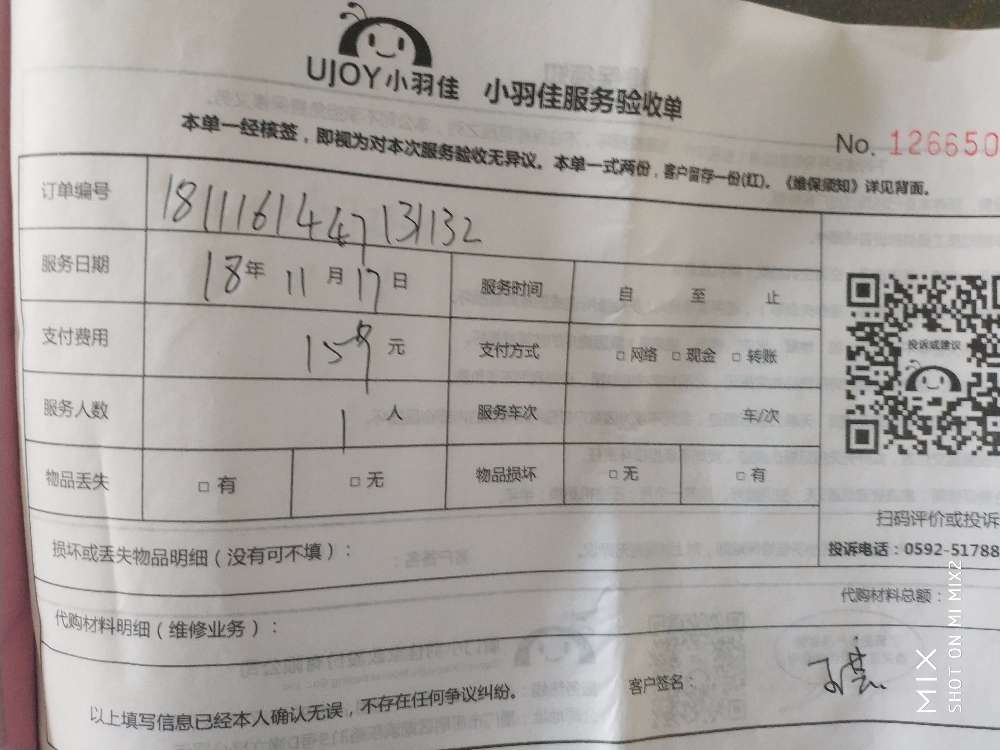 UJOY小羽佳 小羽佳服务验收单
本单一经核签，即视为对本次服务验收无异议。本单一式两份，客户留存一份(红)。《维保须知》详见背面。
No. 126650
订单编号 181116144713132
服务日期 18年 11月 17日 服务时间 自 至 止
支付费用 159 元 支付方式 □网络 □现金 □转账
投诉或建议
服务人数 1 人 服务车次 车/次
物品丢失 □有 □无 物品损坏 □无 □有
扫码评价或投诉
投诉电话：0592-51788
损坏或丢失物品明细（没有可不填）：
代购材料总额：
代购材料明细（维修业务）：
客户签名：
以上填写信息已经本人确认无误，不存在任何争议纠纷。
MIX
SHOT ON MI MIX2